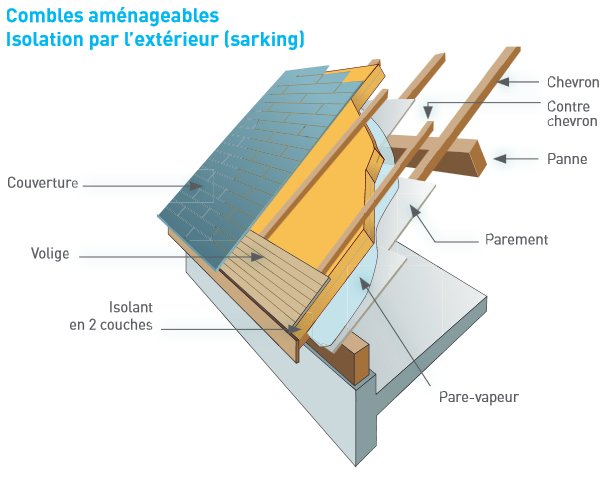 Combles aménageables
Isolation par l'extérieur (sarking)
Chevron
Contre
chevron
Panne
Couverture
Parement
Volige
Isolant
en 2 couches
Pare-vapeur